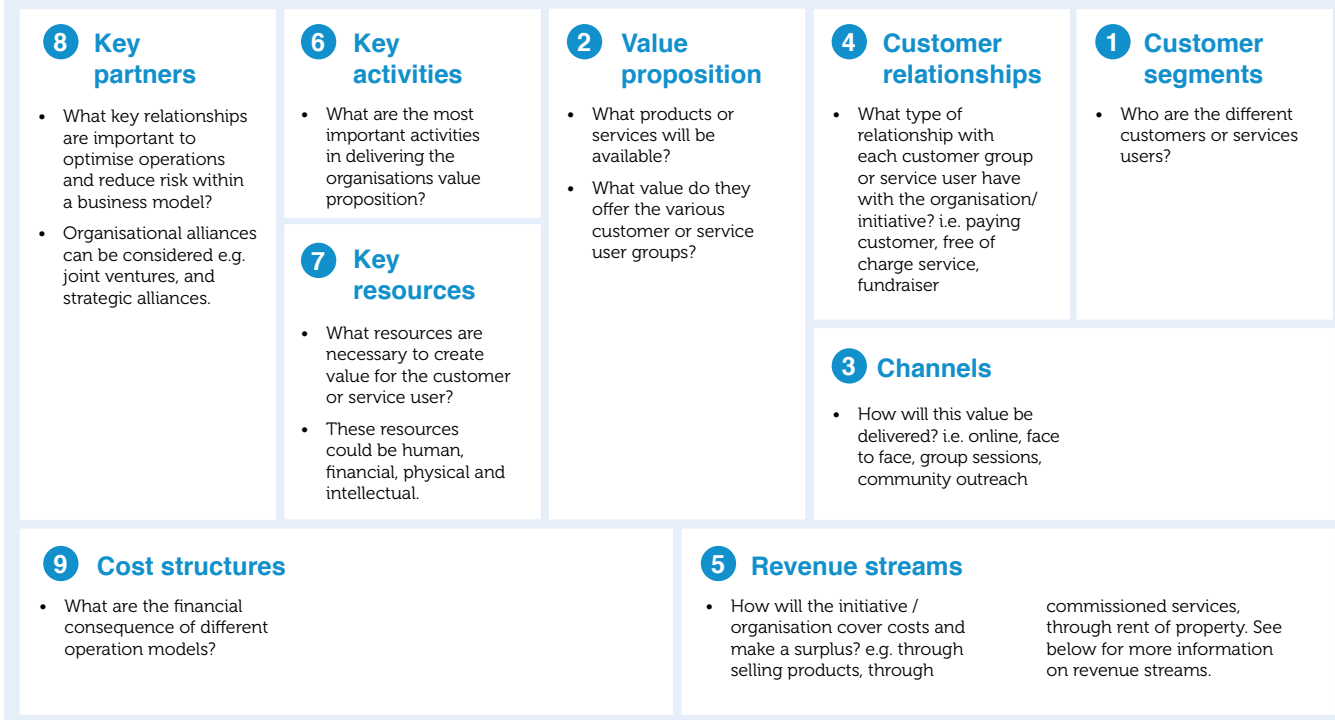 8 Key
partners
• What key relationships
are important to
optimise operations
and reduce risk within
a business model?
• Organisational alliances
can be considered e.g.
joint ventures, and
strategic alliances.
6 Key
activities
• What are the most
important activities
in delivering the
organisations value
proposition?
7 Key
resources
• What resources are
necessary to create
value for the customer
or service user?
• These resources
could be human,
financial, physical and
intellectual.
2 Value
proposition
• What products or
services will be
available?
• What value do they
offer the various
customer or service
user groups?
4 Customer
relationships
• What type of
relationship with
each customer group
or service user have
with the organisation/
initiative? i.e. paying
customer, free of
charge service,
fundraiser
1 Customer
segments
• Who are the different
customers or services
users?
3 Channels
• How will this value be
delivered? i.e. online, face
to face, group sessions,
community outreach
9 Cost structures
• What are the financial
consequence of different
operation models?
5 Revenue streams
• How will the initiative /
organisation cover costs and
make a surplus? e.g. through
selling products, through
commissioned services,
through rent of property. See
below for more information
on revenue streams.